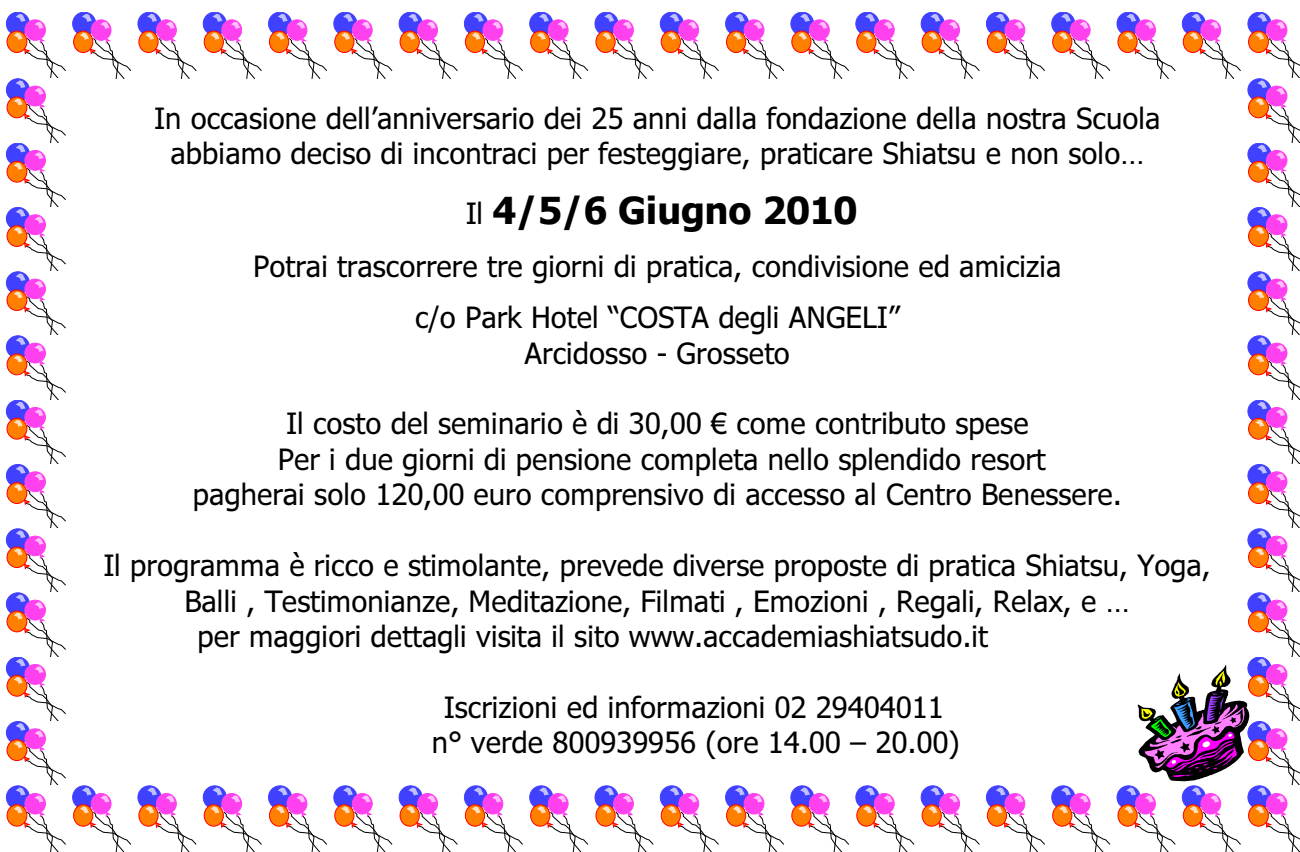 In occasione dell’anniversario dei 25 anni dalla fondazione della nostra Scuola
abbiamo deciso di incontraci per festeggiare, praticare Shiatsu e non solo…
Il 4/5/6 Giugno 2010
Potrai trascorrere tre giorni di pratica, condivisione ed amicizia
c/o Park Hotel “COSTA degli ANGELI”
Arcidosso - Grosseto
Il costo del seminario è di 30,00 € come contributo spese
Per i due giorni di pensione completa nello splendido resort
pagherai solo 120,00 euro comprensivo di accesso al Centro Benessere.
Il programma è ricco e stimolante, prevede diverse proposte di pratica Shiatsu, Yoga,
Balli , Testimonianze, Meditazione, Filmati , Emozioni , Regali, Relax, e …
per maggiori dettagli visita il sito www.accademiashiatsudo.it
Iscrizioni ed informazioni 02 29404011
n° verde 800939956 (ore 14.00 – 20.00)